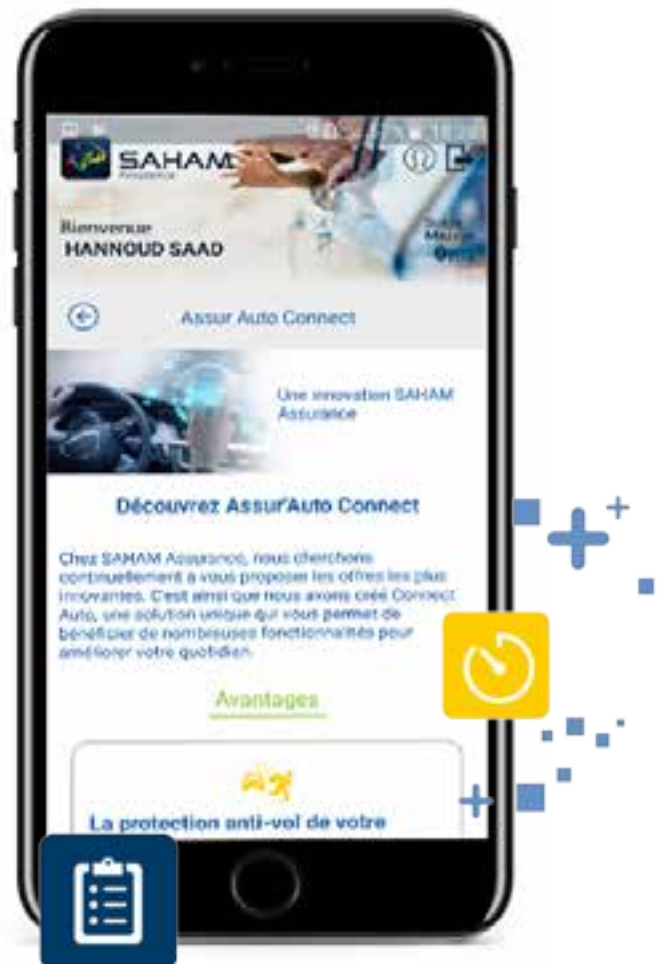 SAHAM
Assurance
Bienvenue
HANNOUD SAAD
Assur Auto Connect
Une innovation SAHAM
Assurance
Découvrez Assur'Auto Connect
Chez SAHAM Assurance, nous cherchons
continuellement à vous proposer les offres les plus
innovantes. C'est ainsi que nous avons créé Connect
Auto, une solution unique qui vous permet de
bénéficier de nombreuses fonctionnalités pour
améliorer votre quotidien.
Avantages
La protection anti-vol de votre